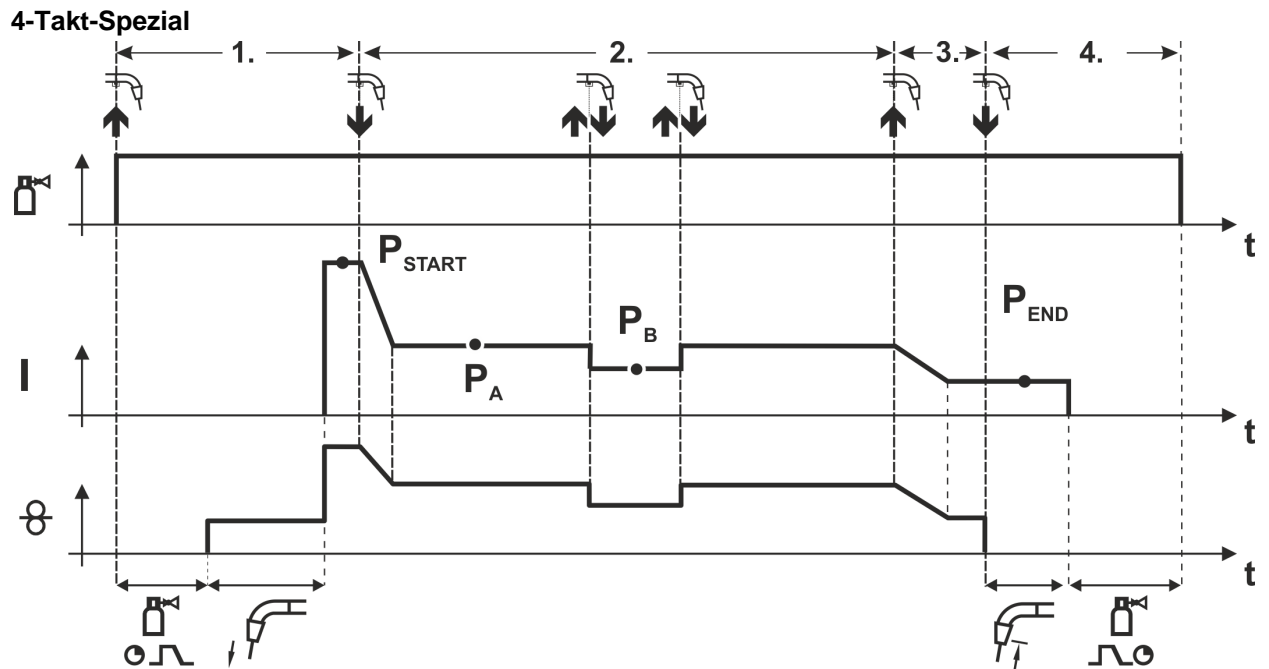 4-Takt-Spezial
1. 2. 3. 4.
t
P START
P B
P END
P A
I
t
t